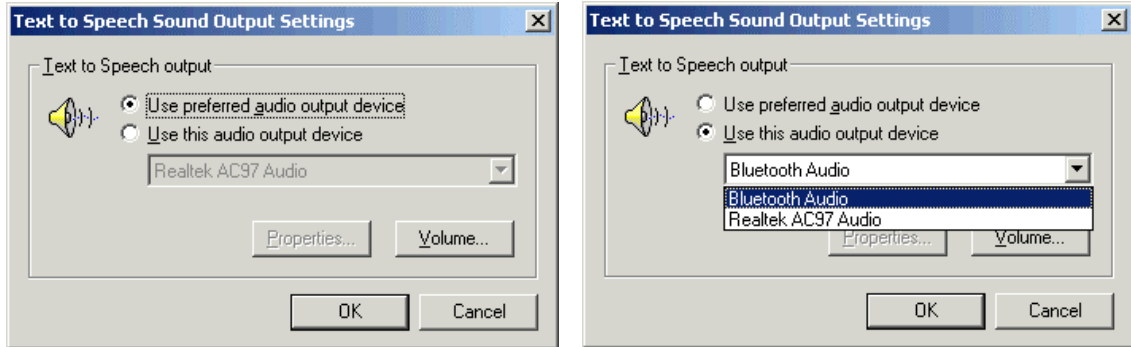 Text to Speech Sound Output Settings
Text to Speech output
Use preferred audio output device
Use this audio output device
Realtek AC97 Audio
Properties...
Volume...
OK
Cancel
Text to Speech Sound Output Settings
Text to Speech output
Use preferred audio output device
Use this audio output device
Bluetooth Audio
Bluetooth Audio
Realtek AC97 Audio
Properties...
Volume...
OK
Cancel